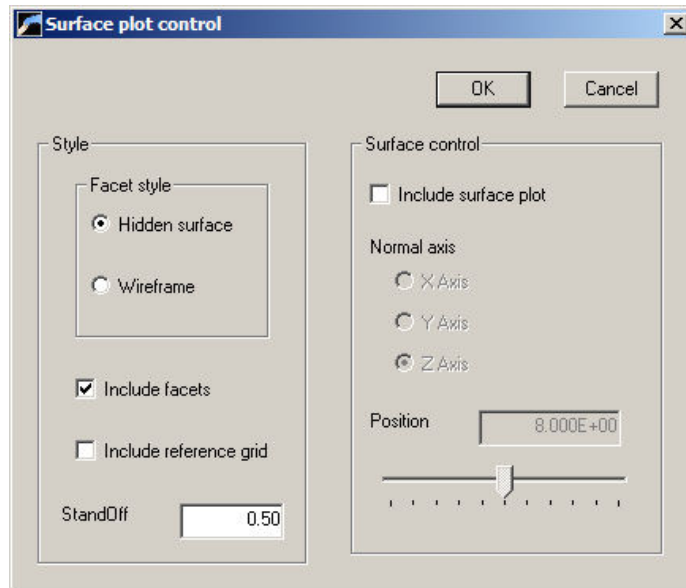 Surface plot control
OK
Cancel
Style
Facet style
Hidden surface
Wireframe
Include facets
Include reference grid
StandOff
0.50
Surface control
Include surface plot
Normal axis
X Axis
Y Axis
Z Axis
Position
8.000E+00